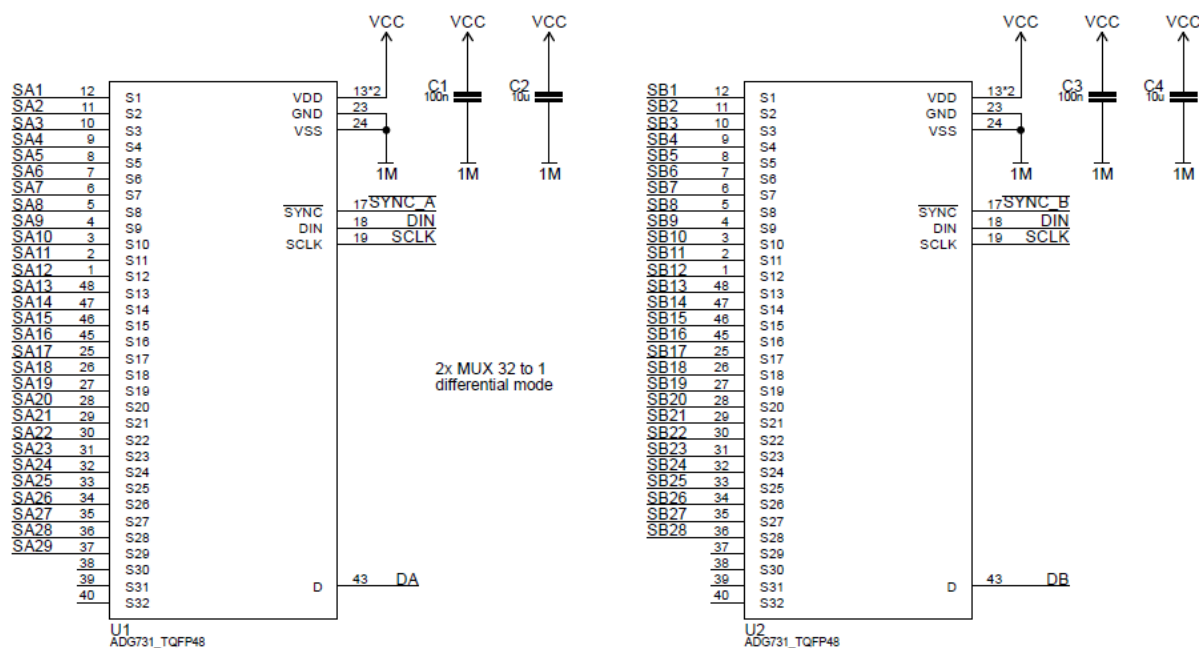 VCC VCC VCC
C1
100n
C2
10u
SA1 12 S1 VDD 13*2
SA2 11 S2 GND 23
SA3 10 S3 VSS 24
SA4 9 S4
SA5 8 S5
1M 1M 1M
SA6 7 S6
SA7 6 S7
SA8 5 S8 SYNC 17 SYNC_A
SA9 4 S9 DIN 18 DIN
SA10 3 S10 SCLK 19 SCLK
SA11 2 S11
SA12 1 S12
SA13 48 S13
SA14 47 S14
SA15 46 S15
SA16 45 S16
SA17 25 S17
SA18 26 S18
SA19 27 S19
SA20 28 S20
SA21 29 S21
SA22 30 S22
SA23 31 S23
SA24 32 S24
SA25 33 S25
SA26 34 S26
SA27 35 S27
SA28 36 S28
SA29 37 S29
38 S30
39 S31 D 43 DA
40 S32
U1
ADG731_TQFP48
2x MUX 32 to 1
differential mode
VCC VCC VCC
C3
100n
C4
10u
SB1 12 S1 VDD 13*2
SB2 11 S2 GND 23
SB3 10 S3 VSS 24
SB4 9 S4
SB5 8 S5
1M 1M 1M
SB6 7 S6
SB7 6 S7
SB8 5 S8 SYNC 17 SYNC_B
SB9 4 S9 DIN 18 DIN
SB10 3 S10 SCLK 19 SCLK
SB11 2 S11
SB12 1 S12
SB13 48 S13
SB14 47 S14
SB15 46 S15
SB16 45 S16
SB17 25 S17
SB18 26 S18
SB19 27 S19
SB20 28 S20
SB21 29 S21
SB22 30 S22
SB23 31 S23
SB24 32 S24
SB25 33 S25
SB26 34 S26
SB27 35 S27
SB28 36 S28
37 S29
38 S30
39 S31 D 43 DB
40 S32
U2
ADG731_TQFP48